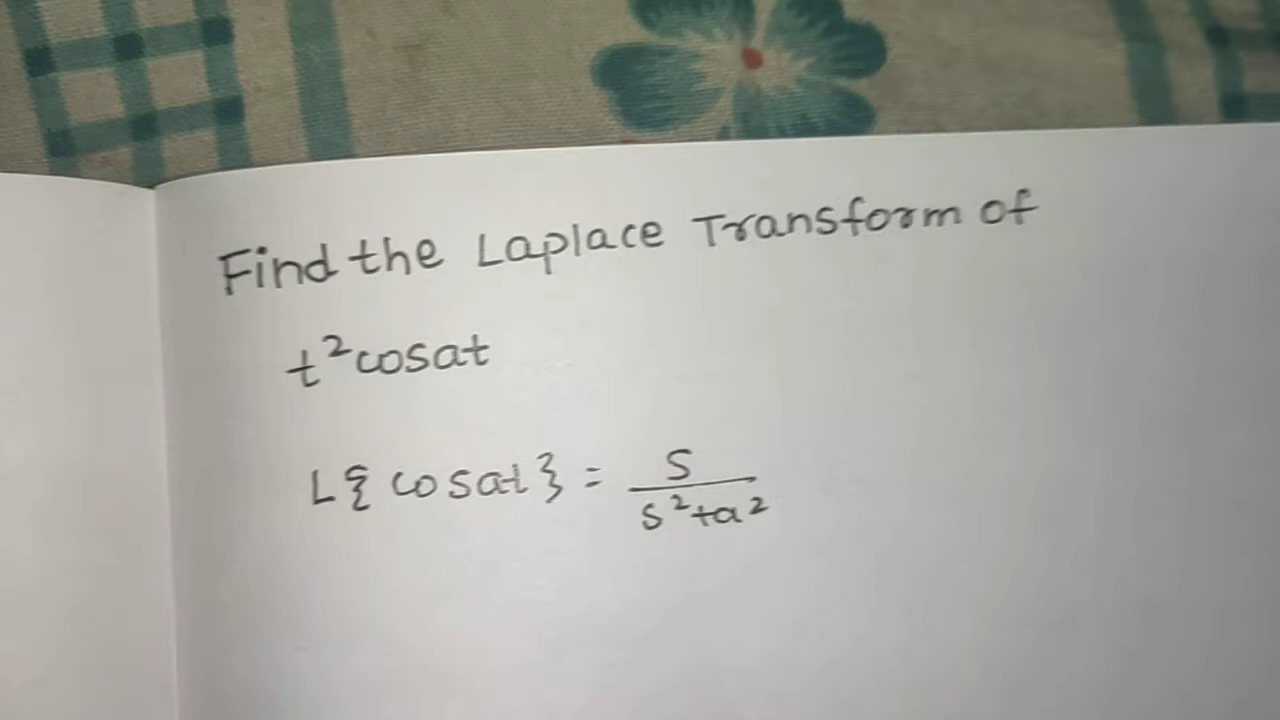 Find the Laplace Transform of
t²cosat
L{cosat} = s/(s²+a²)